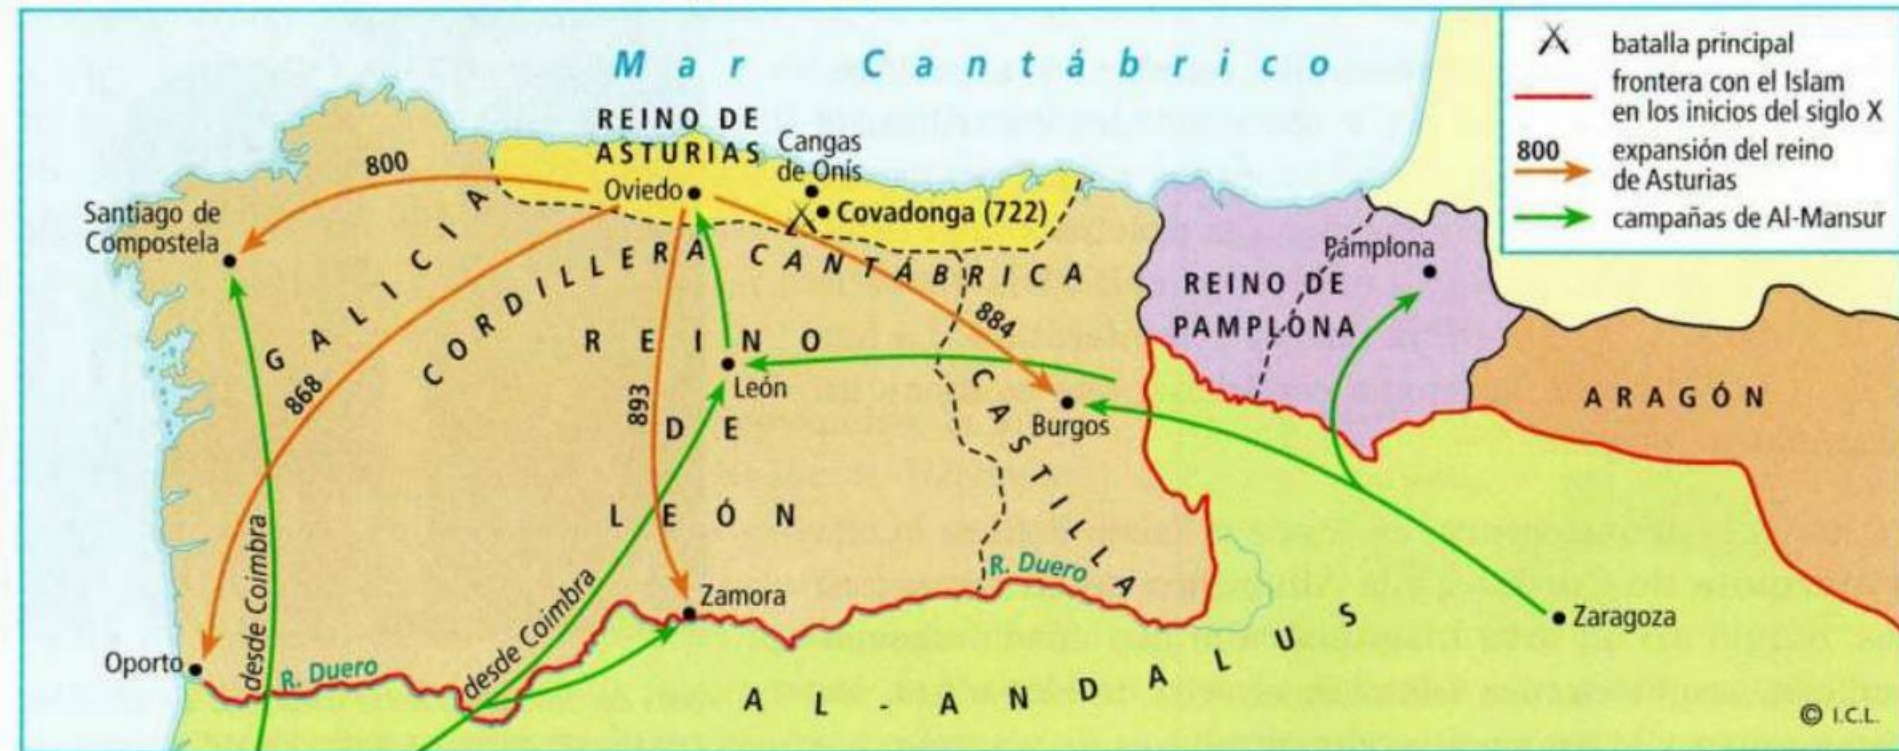 Mar Cantábrico
batalla principal
frontera con el Islam
en los inicios del siglo X
800 expansión del reino
de Asturias
campañas de Al-Mansur
REINO DE
ASTURIAS
Cangas
de Onís
800
Oviedo
Covadonga (722)
Santiago de
Compostela
GALICIA
CORDILLERA CANTÁBRICA
Pámplona
REINO DE
PAMPLONA
884
868
893
REINO
DE
LEÓN
León
CASTILLA
Burgos
ARAGÓN
desde Coimbra
desde Coimbra
R. Duero
R. Duero
Zamora
Zaragoza
Oporto
AL-ANDALUS
© I.C.L.